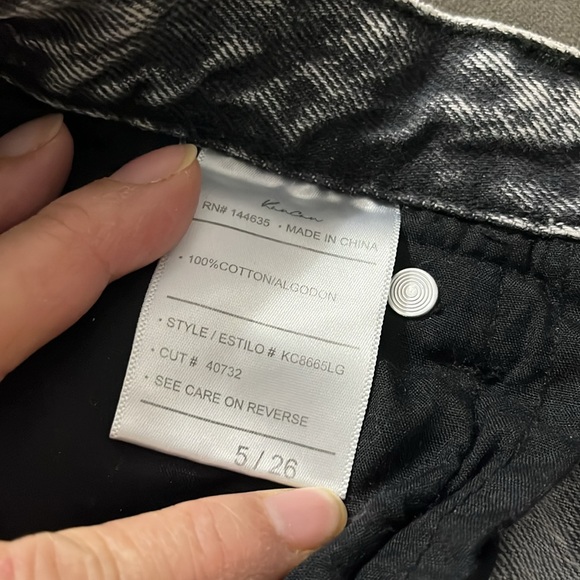 KanCan
RN# 144635 · MADE IN CHINA
· 100%COTTON/ALGODON
· STYLE / ESTILO # KC8665LG
· CUT # 40732
· SEE CARE ON REVERSE
5 / 26